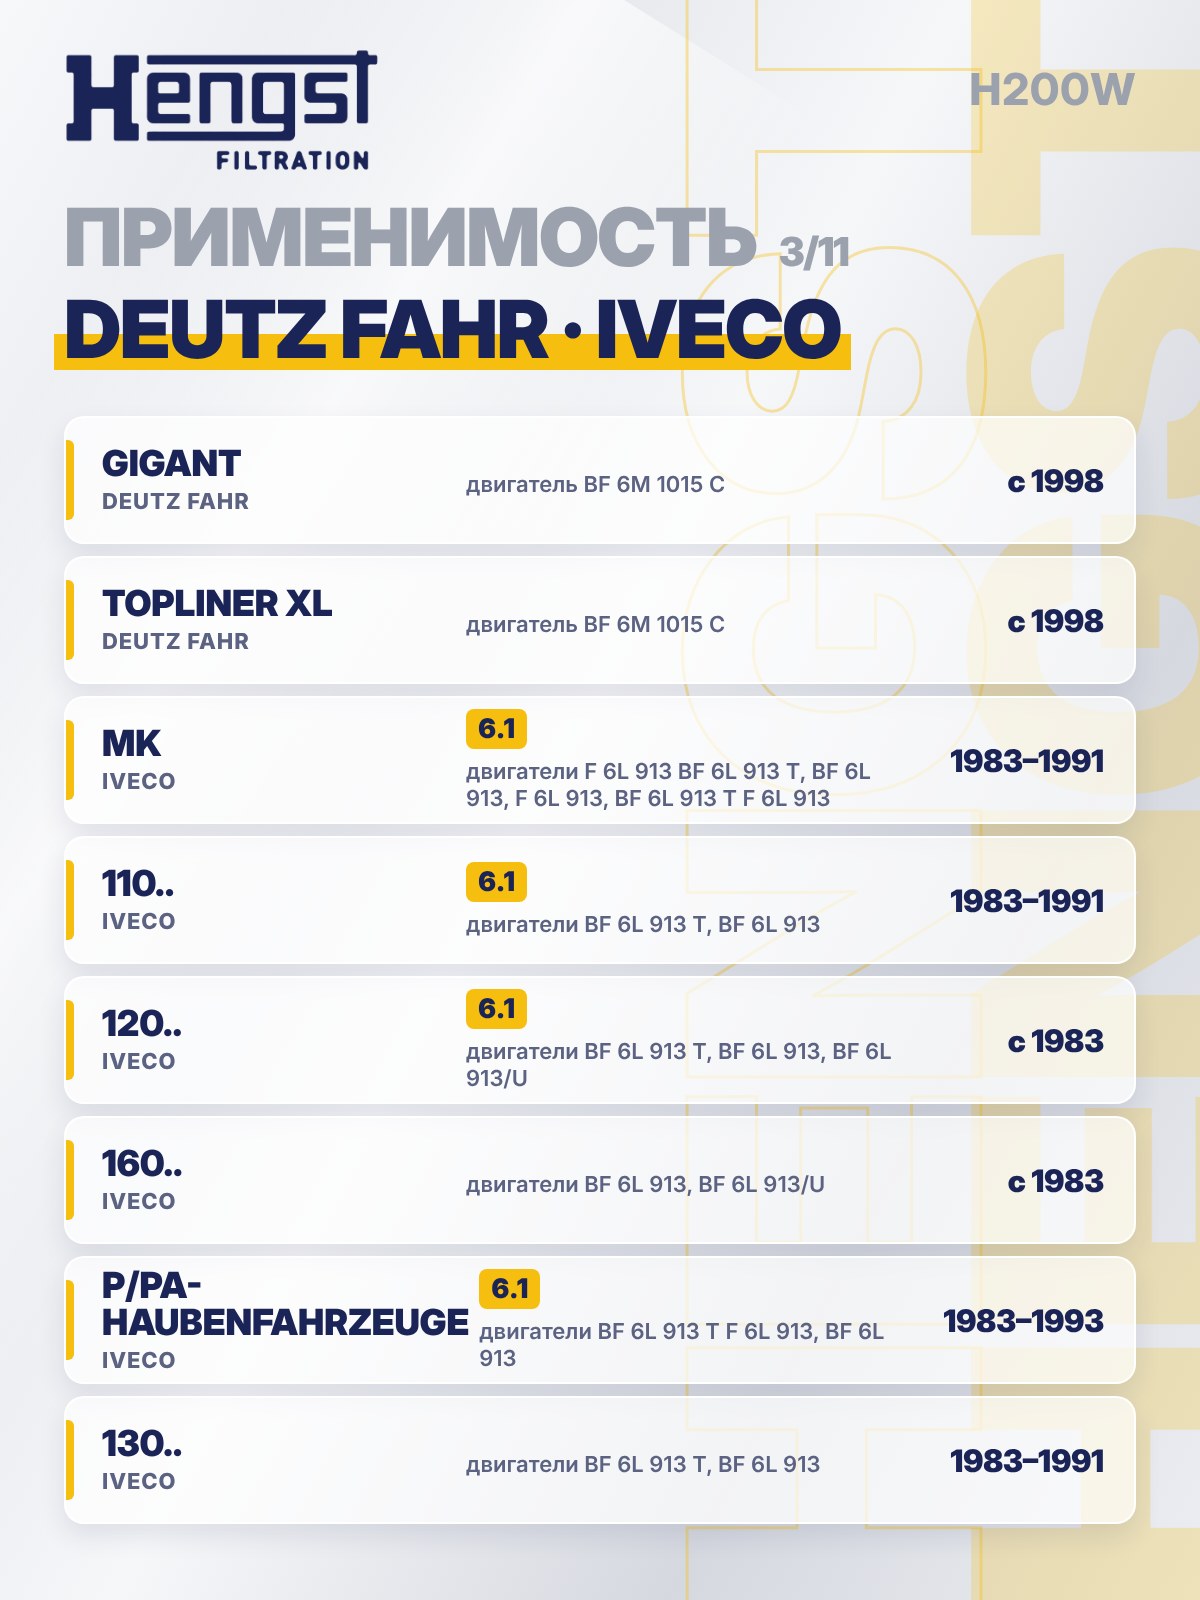 Hengst
FILTRATION
H200W
ПРИМЕНИМОСТЬ 3/11
DEUTZ FAHR · IVECO
GIGANT
DEUTZ FAHR
двигатель BF 6M 1015 C
с 1998
TOPLINER XL
DEUTZ FAHR
двигатель BF 6M 1015 C
с 1998
MK
IVECO
6.1
двигатели F 6L 913 BF 6L 913 T, BF 6L
913, F 6L 913, BF 6L 913 T F 6L 913
1983–1991
110..
IVECO
6.1
двигатели BF 6L 913 T, BF 6L 913
1983–1991
120..
IVECO
6.1
двигатели BF 6L 913 T, BF 6L 913, BF 6L
913/U
с 1983
160..
IVECO
двигатели BF 6L 913, BF 6L 913/U
с 1983
P/PA-
HAUBENFAHRZEUGE
IVECO
6.1
двигатели BF 6L 913 T F 6L 913, BF 6L
913
1983–1993
130..
IVECO
двигатели BF 6L 913 T, BF 6L 913
1983–1991
HENGST
HENGST